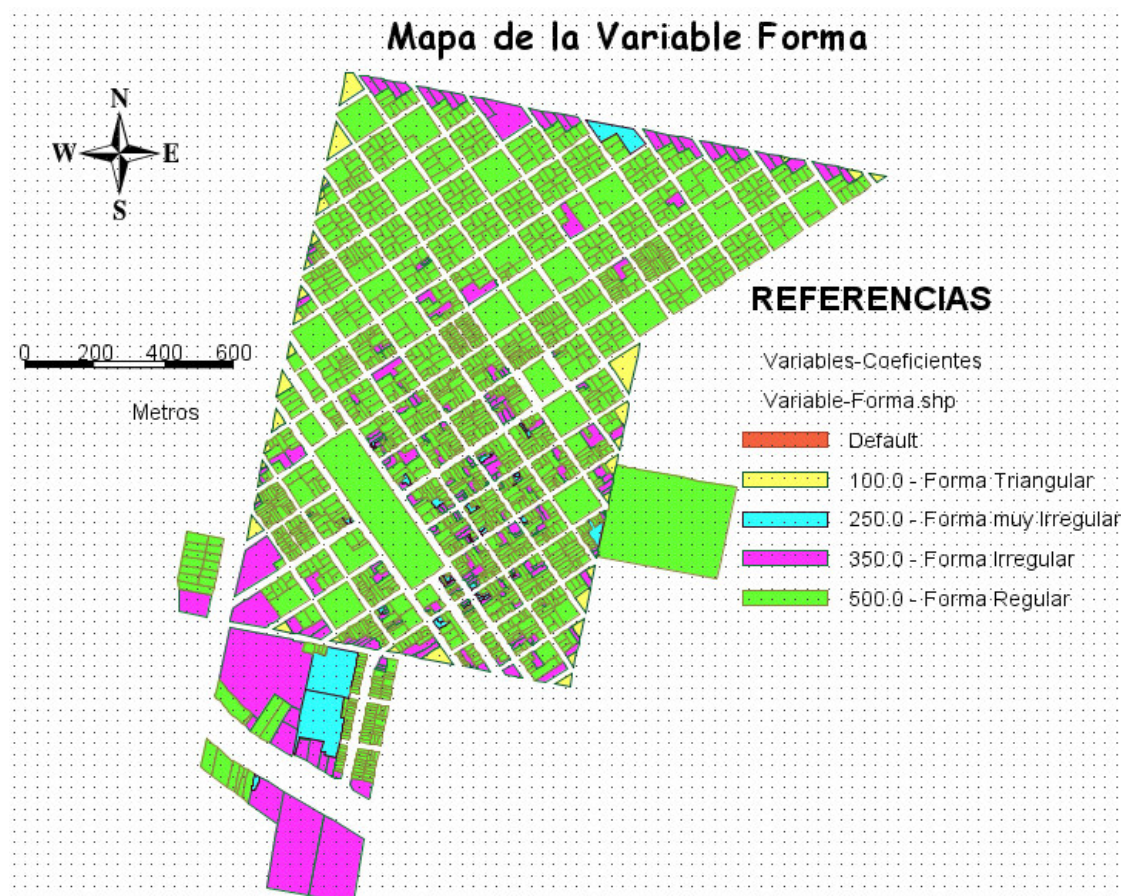 Mapa de la Variable Forma
N
W E
S
REFERENCIAS
0 200 400 600
Metros
Variables-Coeficientes
Variable-Forma.shp
Default
100.0 - Forma Triangular
250.0 - Forma muy Irregular
350.0 - Forma Irregular
500.0 - Forma Regular